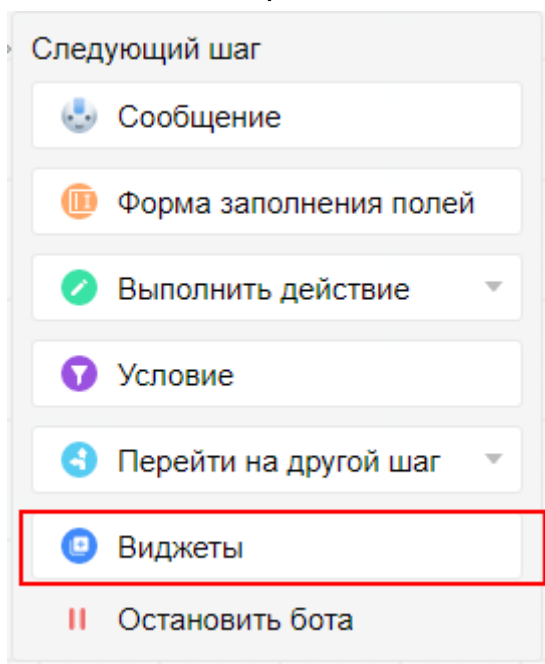 Следующий шаг
Сообщение
Форма заполнения полей
Выполнить действие
Условие
Перейти на другой шаг
Виджеты
Остановить бота